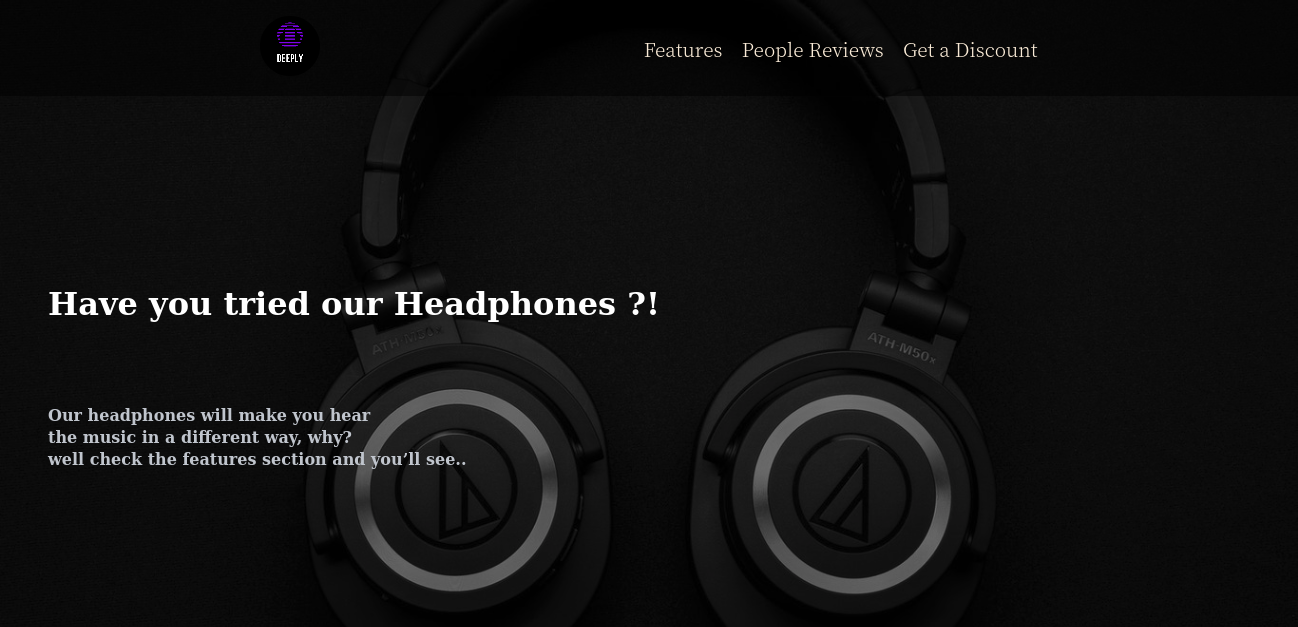 DEEPLY
Features People Reviews Get a Discount
Have you tried our Headphones ?!
ATH-M50x
ATH-M50x
Our headphones will make you hear
the music in a different way, why?
well check the features section and you’ll see..